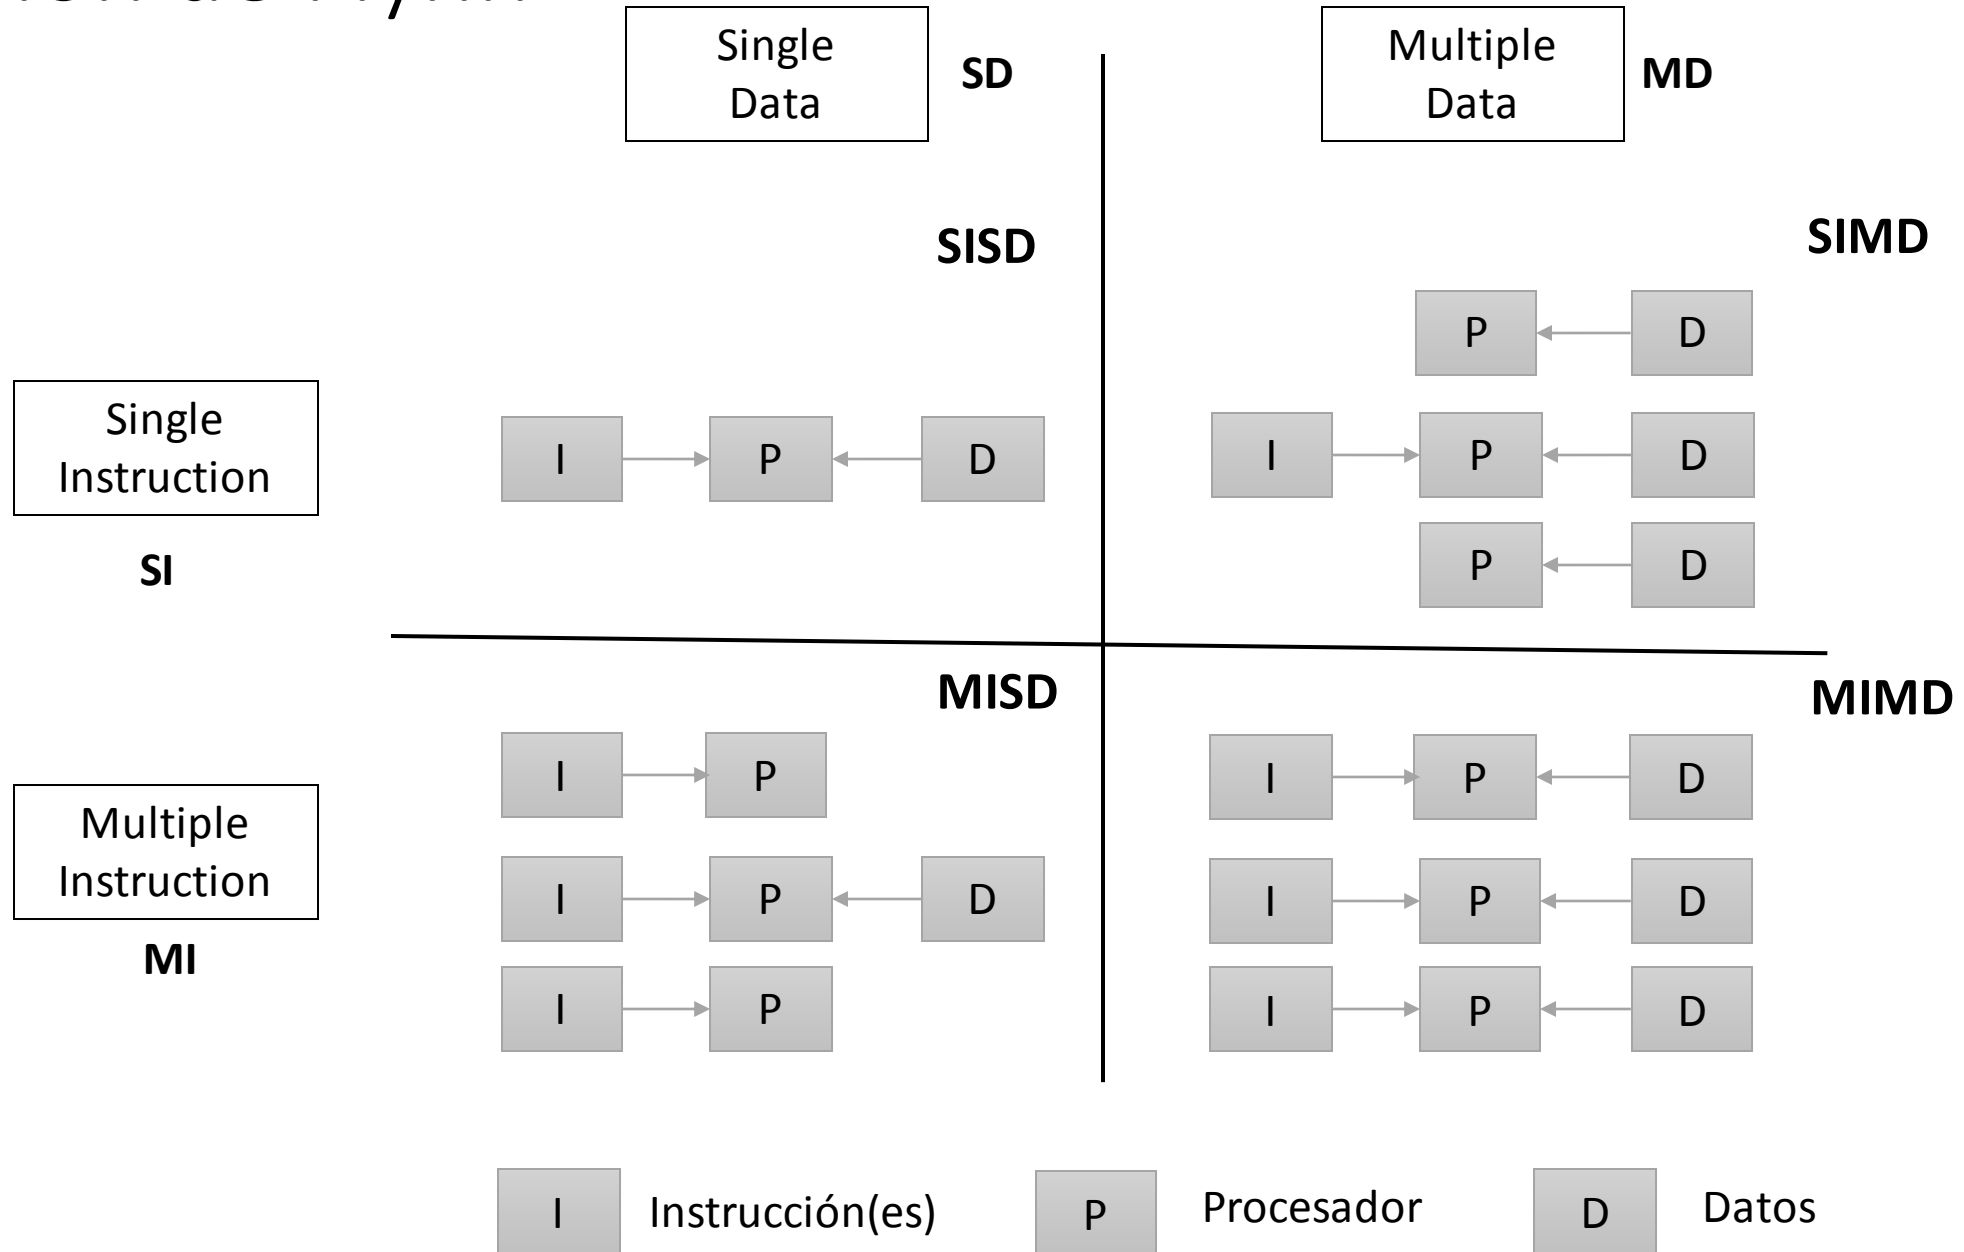 Single
Data
SD
Multiple
Data
MD
SISD
SIMD
P D
Single
Instruction
SI
I P D
I P D
P D
MISD
MIMD
Multiple
Instruction
MI
I P
I P D
I P
I P D
I P D
I P D
I Instrucción(es)
P Procesador
D Datos